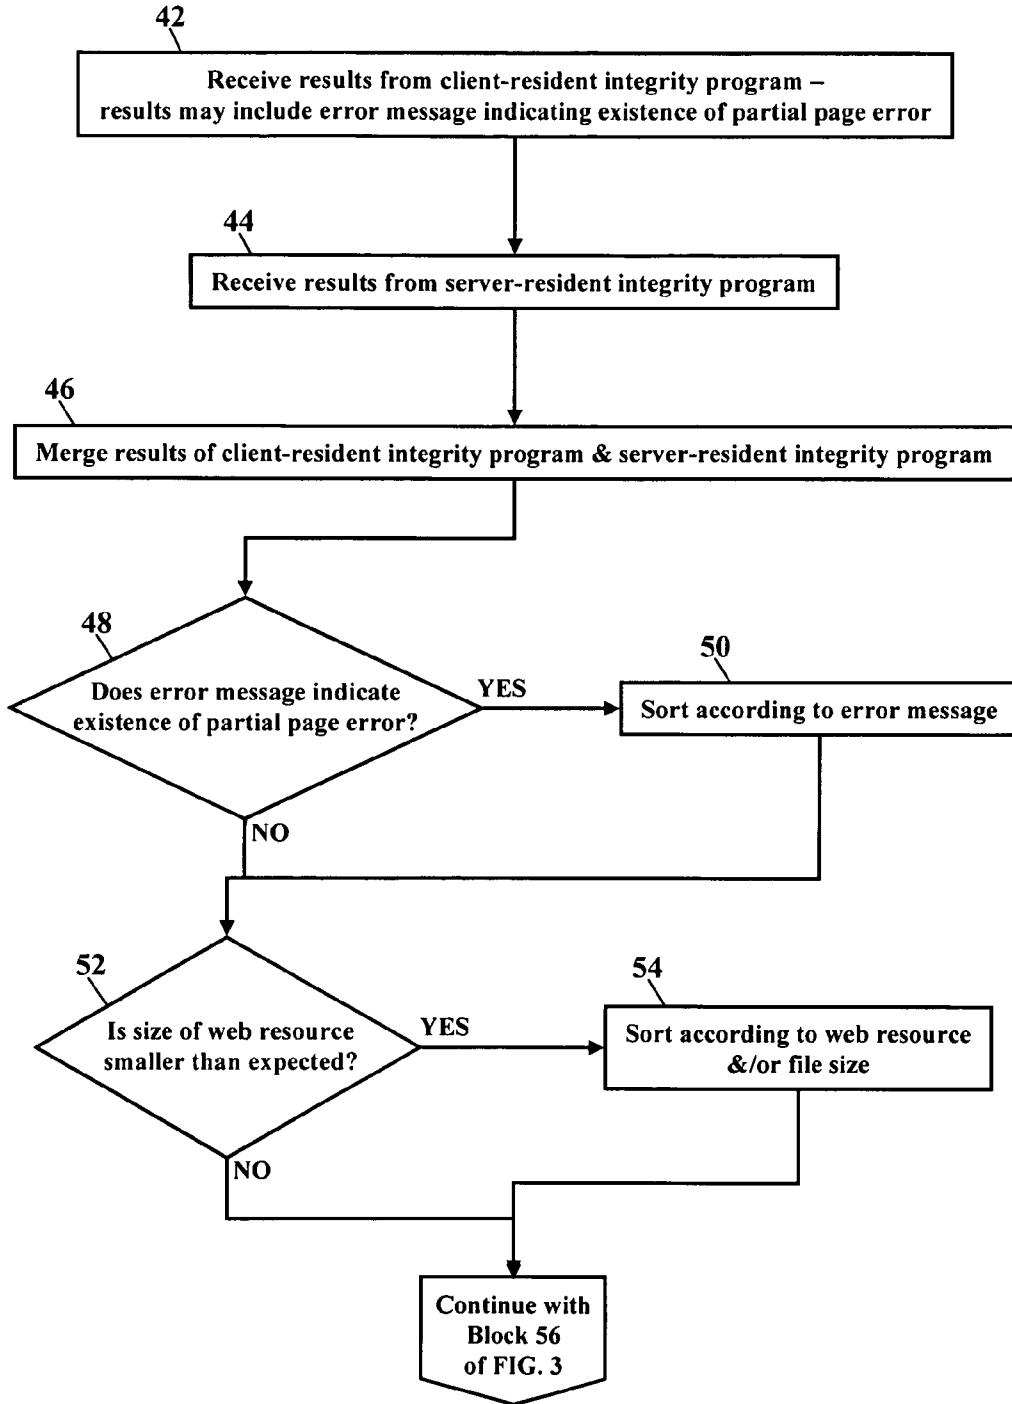 42
Receive results from client-resident integrity program –
results may include error message indicating existence of partial page error
44
Receive results from server-resident integrity program
46
Merge results of client-resident integrity program & server-resident integrity program
48
Does error message indicate
existence of partial page error?
YES
50
Sort according to error message
NO
52
Is size of web resource
smaller than expected?
YES
54
Sort according to web resource
&/or file size
NO
Continue with
Block 56
of FIG. 3